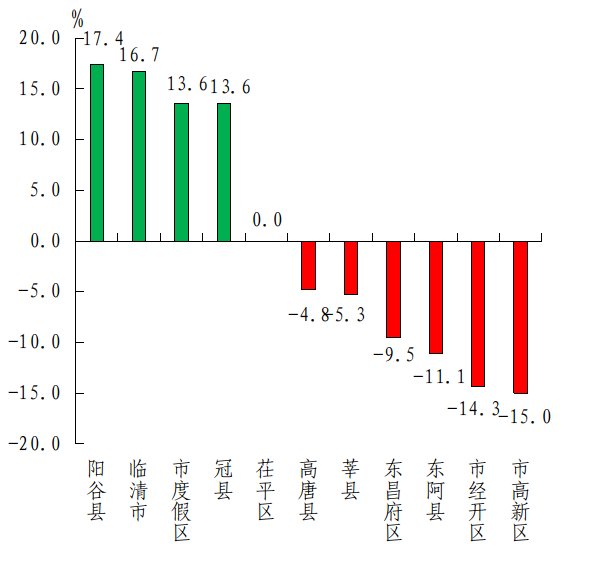 %
20.0
15.0
10.0
5.0
0.0
-5.0
-10.0
-15.0
-20.0
17.4
16.7
13.6
13.6
0.0
-4.8
-5.3
-9.5
-11.1
-14.3
-15.0
阳谷县
临清市
市度假区
冠县
茌平区
高唐县
莘县
东昌府区
东阿县
市经开区
市高新区